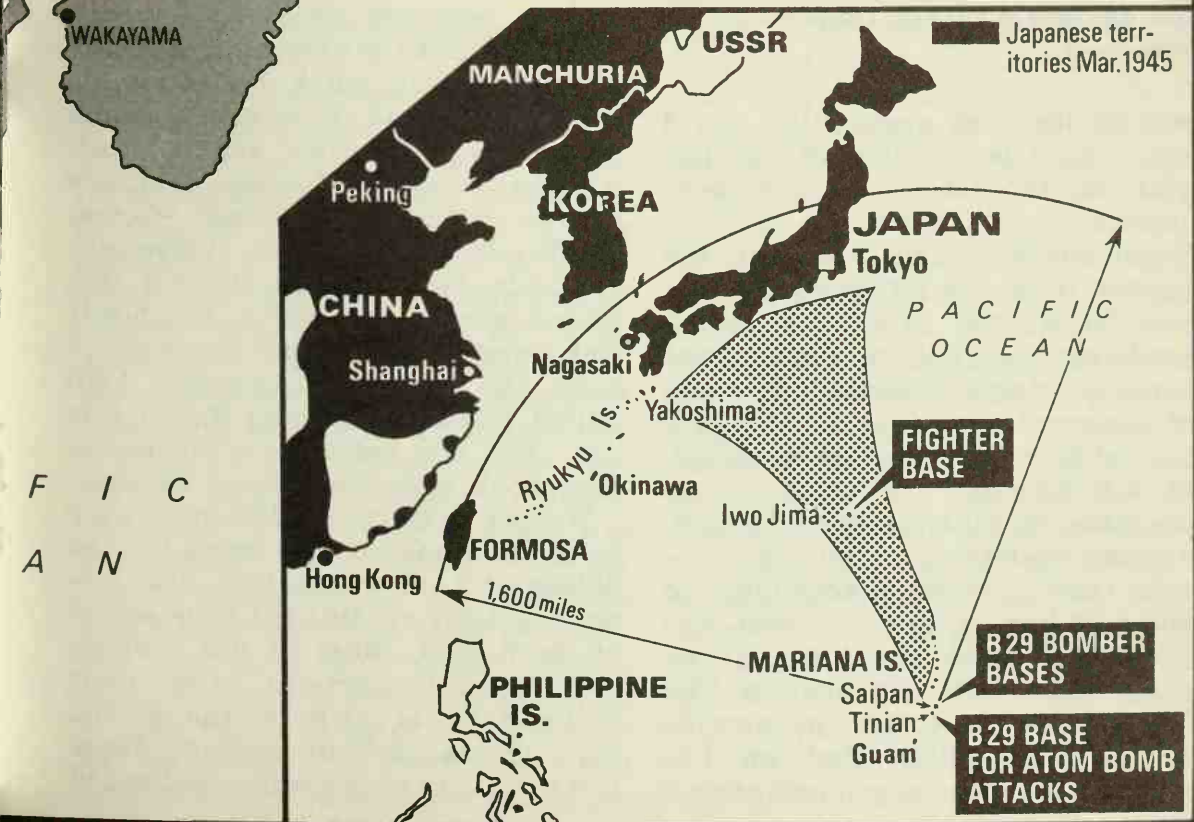 WAKAYAMA
F I C
A N
USSR
MANCHURIA
Japanese terr-
itories Mar. 1945
Peking
KOREA
JAPAN
Tokyo
CHINA
PACIFIC
OCEAN
Nagasaki
Shanghai
Yakoshima
Ryukyu Is.
Okinawa
FIGHTER
BASE
Iwo Jima
FORMOSA
Hong Kong
1,600 miles
MARIANA IS.
B29 BOMBER
BASES
Saipan
PHILIPPINE
IS.
Tinian
Guam
B29 BASE
FOR ATOM BOMB
ATTACKS